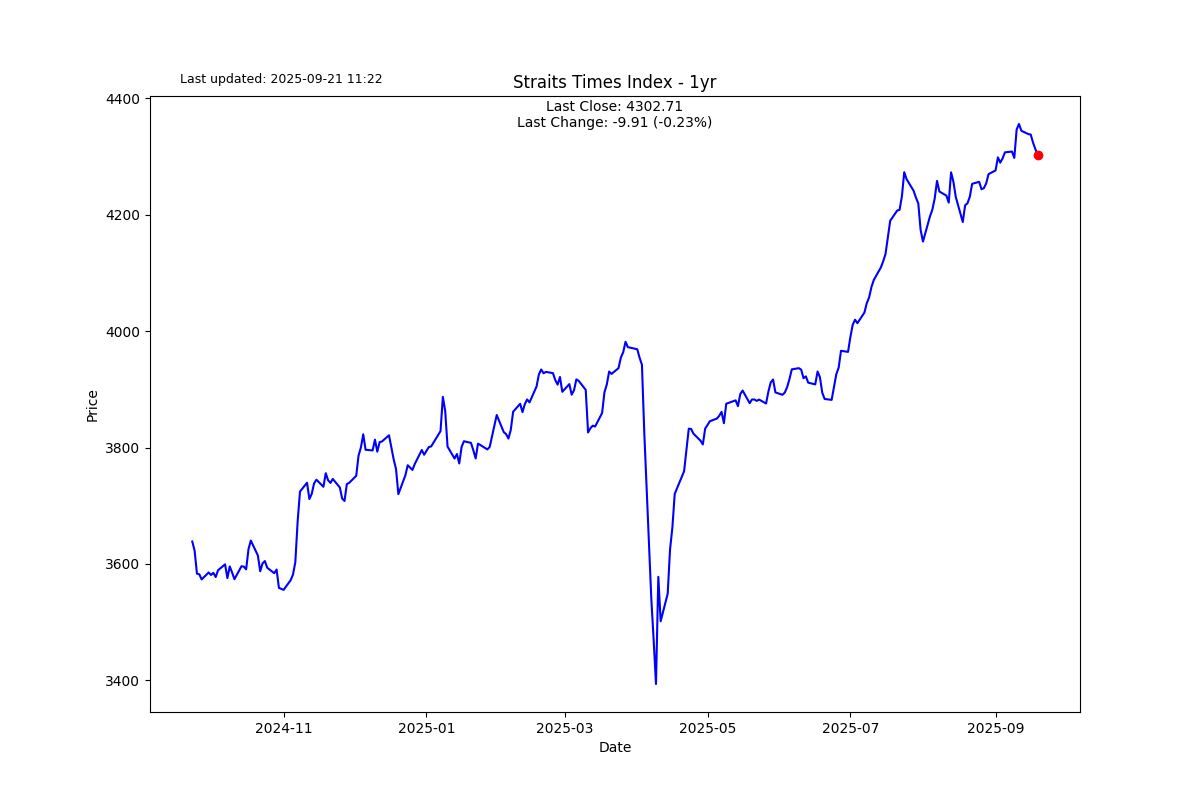 Last updated: 2025-09-21 11:22
Straits Times Index - 1yr
Last Close: 4302.71
Last Change: -9.91 (-0.23%)
4400
4200
4000
3800
3600
3400
Price
2024-11
2025-01
2025-03
2025-05
2025-07
2025-09
Date